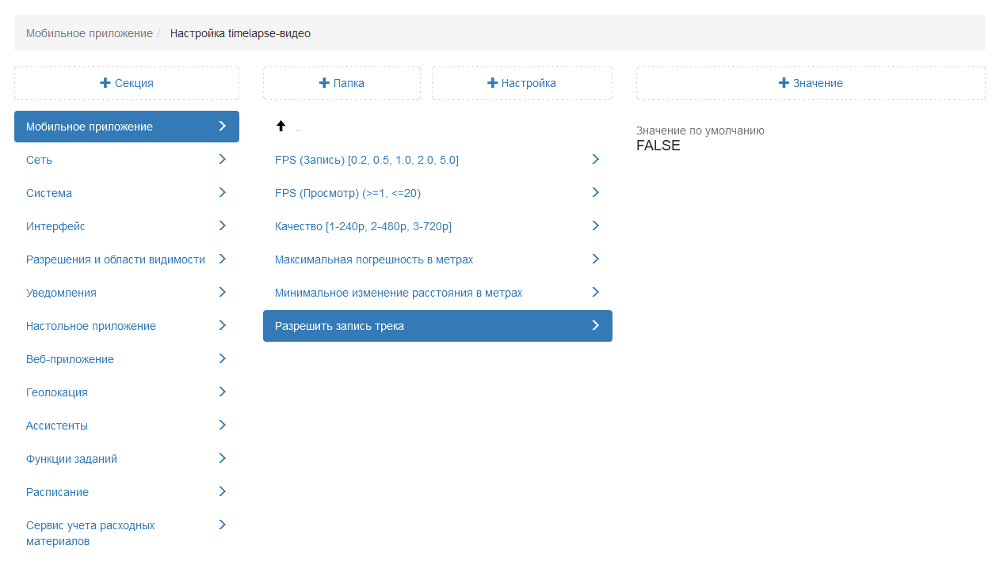 Мобильное приложение / Настройка timelapse-видео
Секция
Папка
Настройка
Значение
Мобильное приложение
Сеть
Система
Интерфейс
Разрешения и области видимости
Уведомления
Настольное приложение
Веб-приложение
Геолокация
Ассистенты
Функции заданий
Расписание
Сервис учета расходных
материалов
..
FPS (Запись) [0.2, 0.5, 1.0, 2.0, 5.0]
FPS (Просмотр) (>=1, <=20)
Качество [1-240p, 2-480p, 3-720p]
Максимальная погрешность в метрах
Минимальное изменение расстояния в метрах
Разрешить запись трека
Значение по умолчанию
FALSE